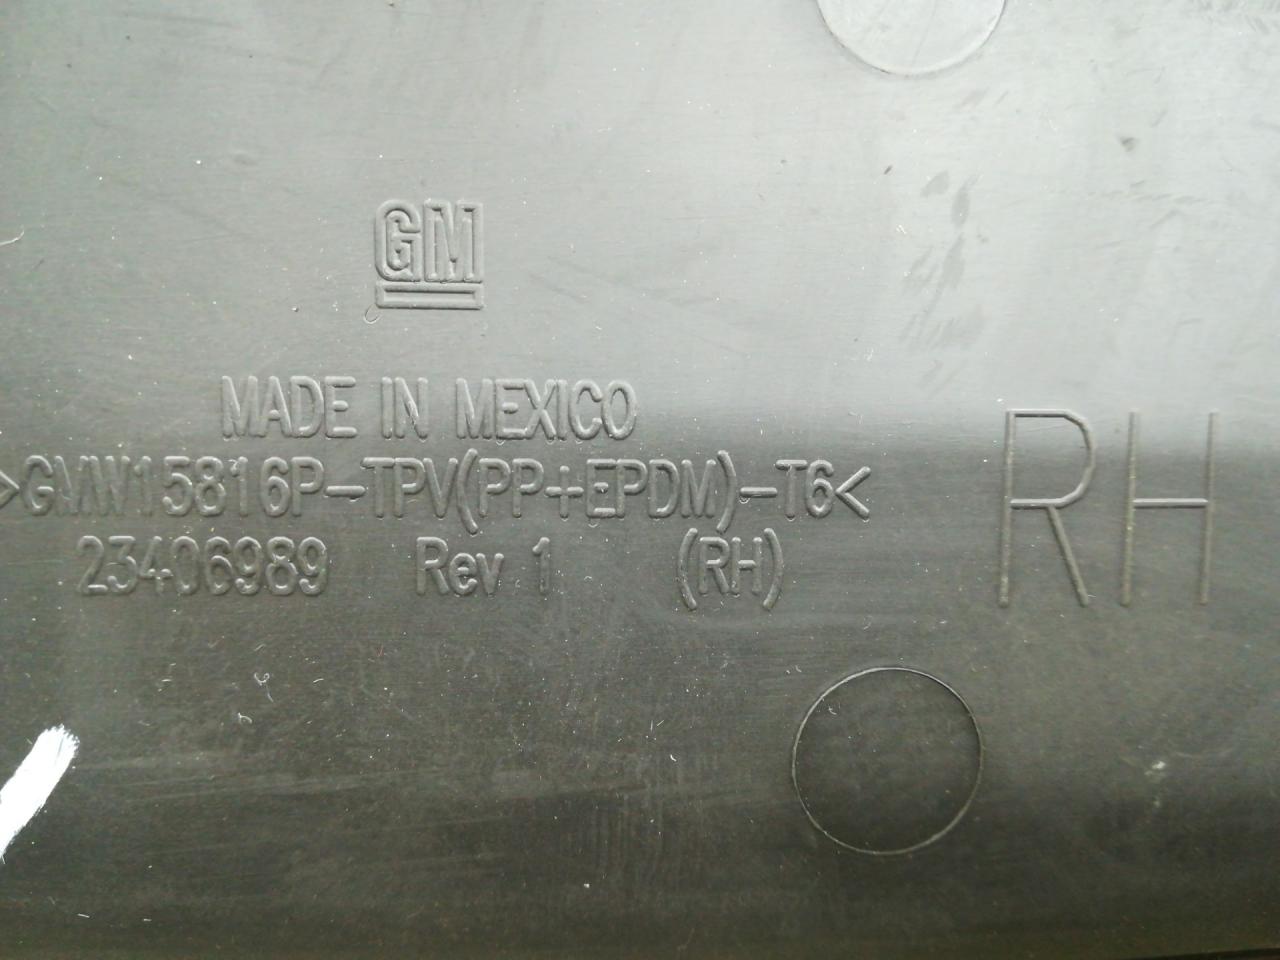 GM
MADE IN MEXICO
>GMW15816P-TPV(PP+EPDM)-T6<
23406989 Rev 1 (RH)
RH